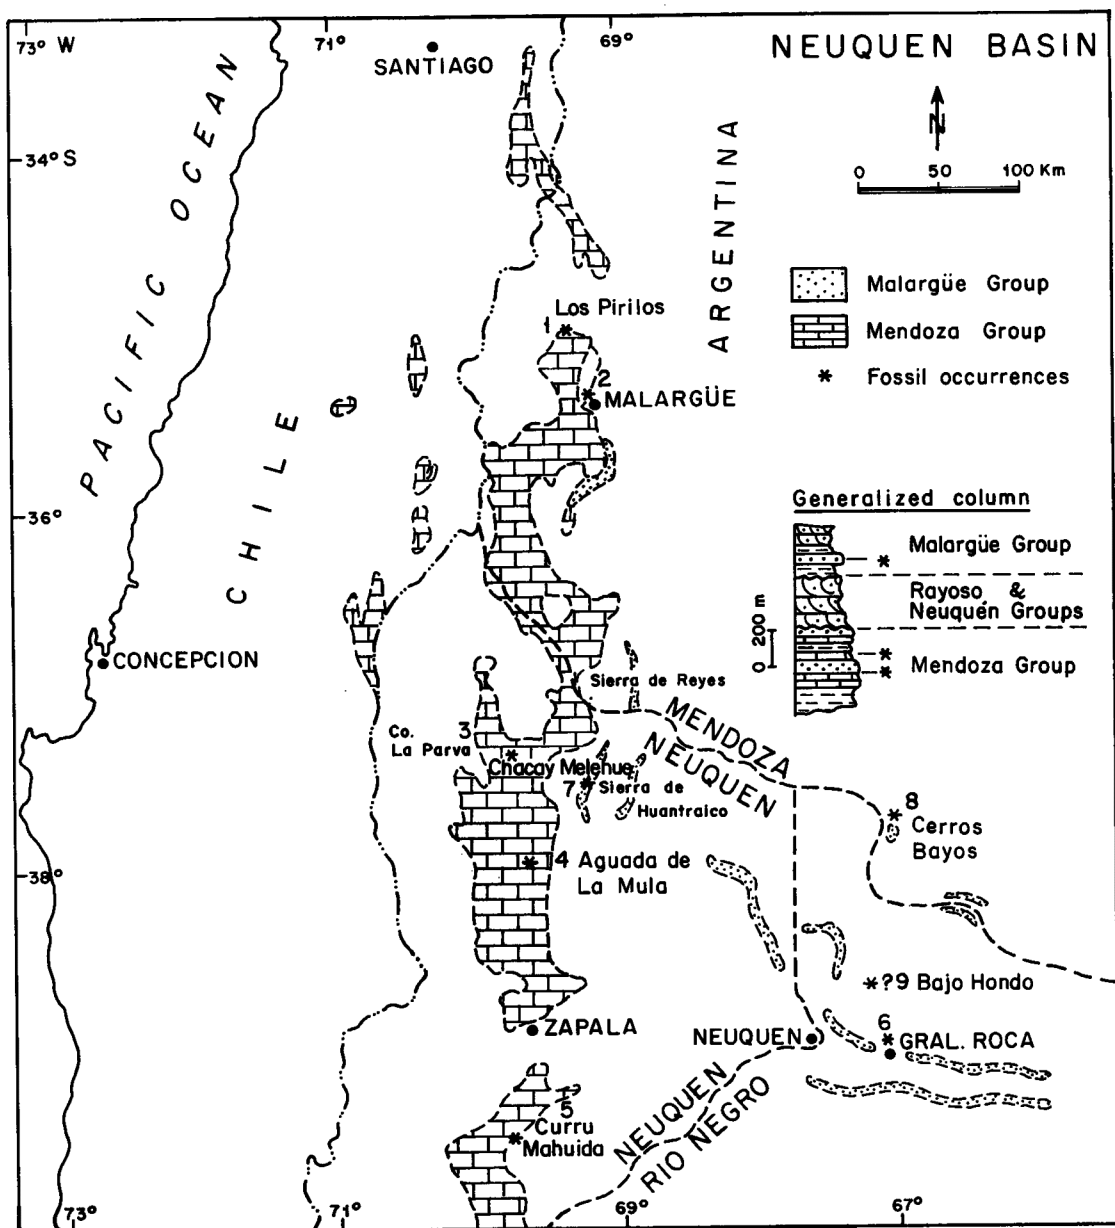 73° W
71°
69°
NEUQUEN BASIN
SANTIAGO
N
34° S
0 50 100 Km
PACIFIC OCEAN
CHILE
ARGENTINA
Malargüe Group
Mendoza Group
* Fossil occurrences
1 * Los Pirilos
2 *
MALARGÜE
36°
Generalized column
* Malargüe Group
Rayoso &
Neuquén Groups
0 200 m
*
* Mendoza Group
CONCEPCION
Sierra de Reyes
MENDOZA
NEUQUEN
Co.
La Parva
3 *
Chacay Melehue
7 * Sierra de
Huantraico
* 8
Cerros
Bayos
38°
* 4 Aguada de
La Mula
*?9 Bajo Hondo
ZAPALA
NEUQUEN
6 *
GRAL. ROCA
NEUQUEN
RIO NEGRO
5
* Curru
Mahuida
73°
71°
69°
67°